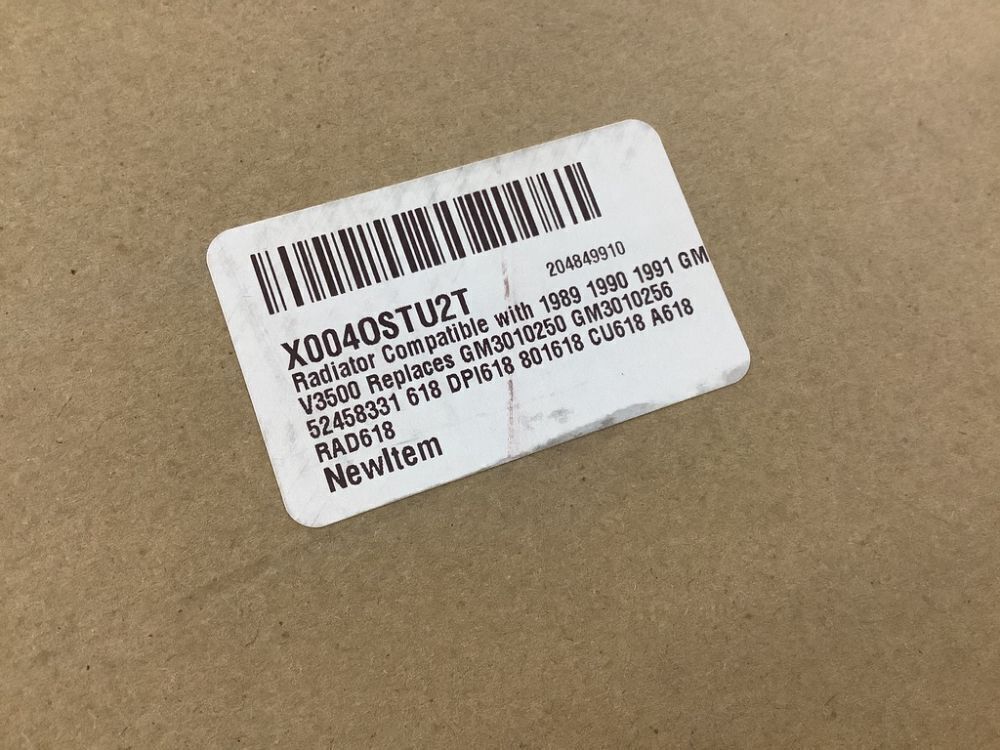 204849910
X004OSTU2T
Radiator Compatible with 1989 1990 1991 GM
V3500 Replaces GM3010250 GM3010256
52458331 618 DPI618 801618 CU618 A618
RAD618
NewItem